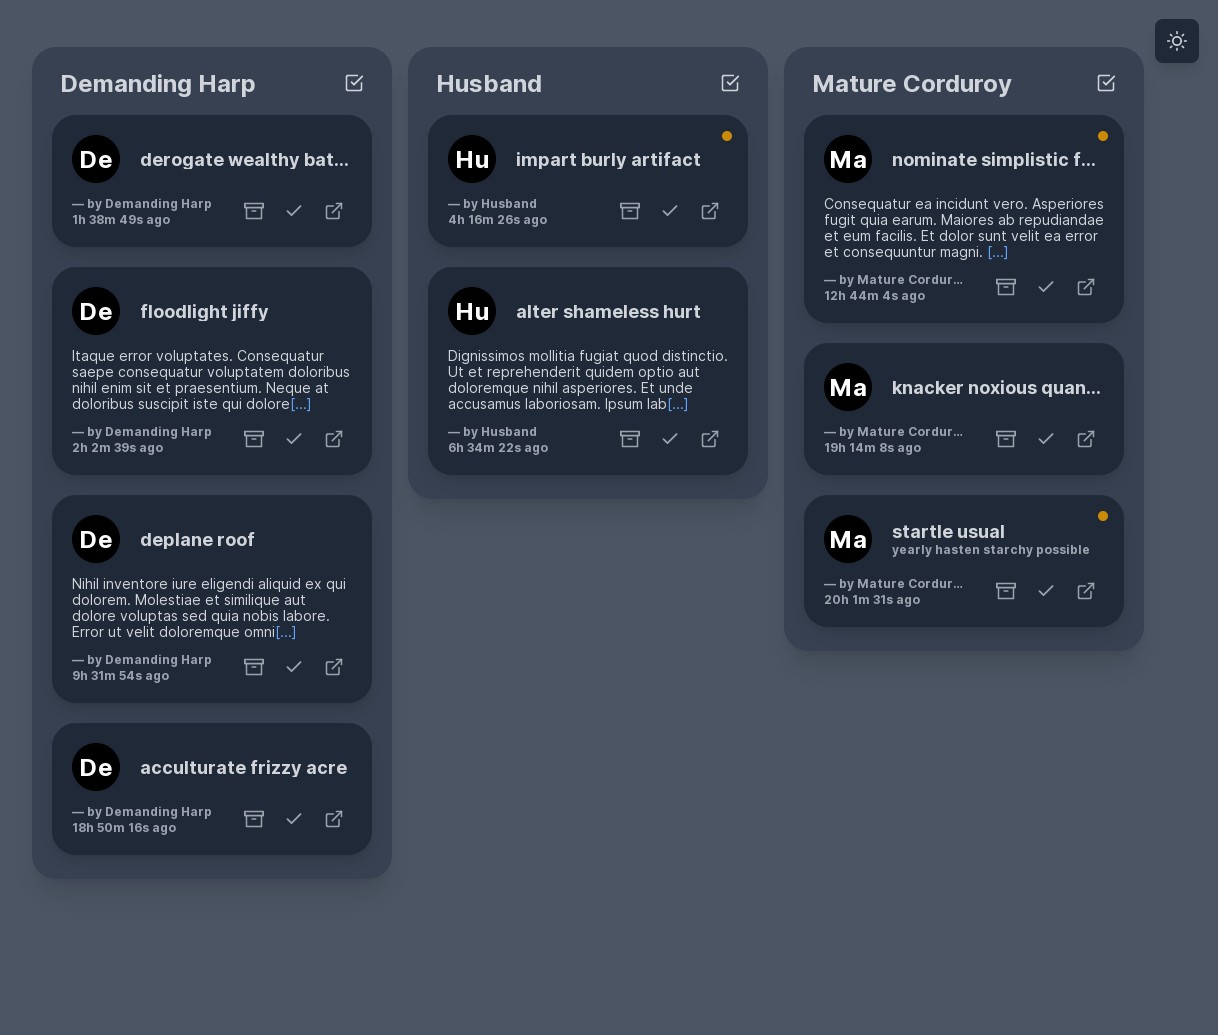 Demanding Harp
De
derogate wealthy bat...
— by Demanding Harp
1h 38m 49s ago
De
floodlight jiffy
Itaque error voluptates. Consequatur
saepe consequatur voluptatem doloribus
nihil enim sit et praesentium. Neque at
doloribus suscipit iste qui dolore[...]
— by Demanding Harp
2h 2m 39s ago
De
deplane roof
Nihil inventore iure eligendi aliquid ex qui
dolorem. Molestiae et similique aut
dolore voluptas sed quia nobis labore.
Error ut velit doloremque omni[...]
— by Demanding Harp
9h 31m 54s ago
De
acculturate frizzy acre
— by Demanding Harp
18h 50m 16s ago
Husband
Hu
impart burly artifact
— by Husband
4h 16m 26s ago
Hu
alter shameless hurt
Dignissimos mollitia fugiat quod distinctio.
Ut et reprehenderit quidem optio aut
doloremque nihil asperiores. Et unde
accusamus laboriosam. Ipsum lab[...]
— by Husband
6h 34m 22s ago
Mature Corduroy
Ma
nominate simplistic f...
Consequatur ea incidunt vero. Asperiores
fugit quia earum. Maiores ab repudiandae
et eum facilis. Et dolor sunt velit ea error
et consequuntur magni. [...]
— by Mature Cordur...
12h 44m 4s ago
Ma
knacker noxious quan...
— by Mature Cordur...
19h 14m 8s ago
Ma
startle usual
yearly hasten starchy possible
— by Mature Cordur...
20h 1m 31s ago